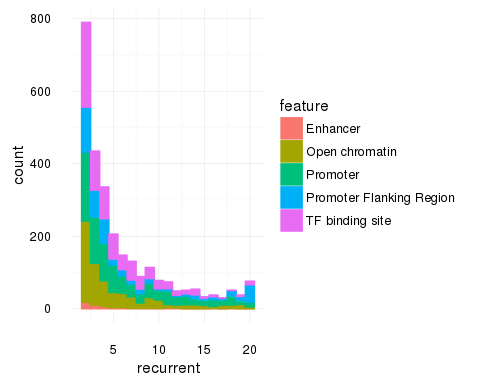 800
600
400
200
0
count
5 10 15 20
recurrent
feature
Enhancer
Open chromatin
Promoter
Promoter Flanking Region
TF binding site